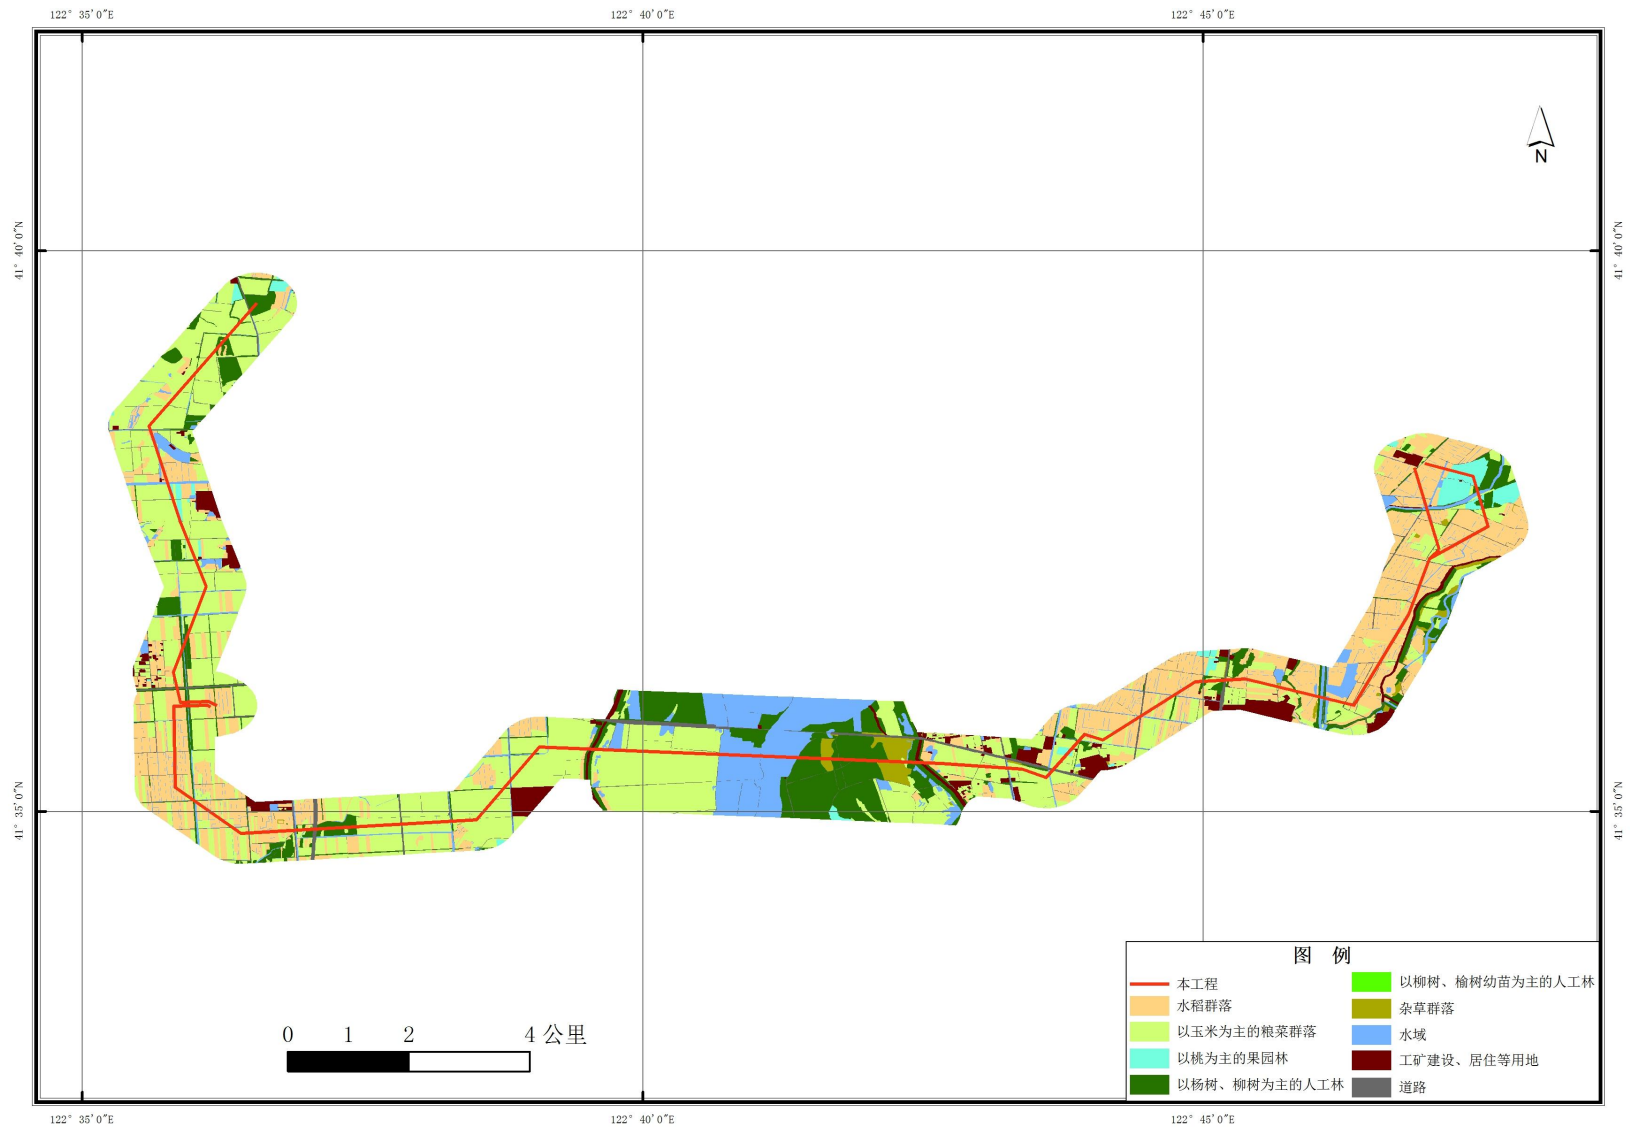 122° 35′0″E
122° 40′0″E
122° 45′0″E
N
41° 40′0″N
41° 40′0″N
41° 35′0″N
41° 35′0″N
图 例
本工程
水稻群落
以玉米为主的粮菜群落
以桃为主的果园林
以杨树、柳树为主的人工林
以柳树、榆树幼苗为主的人工林
杂草群落
水域
工矿建设、居住等用地
道路
0 1 2 4 公里
122° 35′0″E
122° 40′0″E
122° 45′0″E